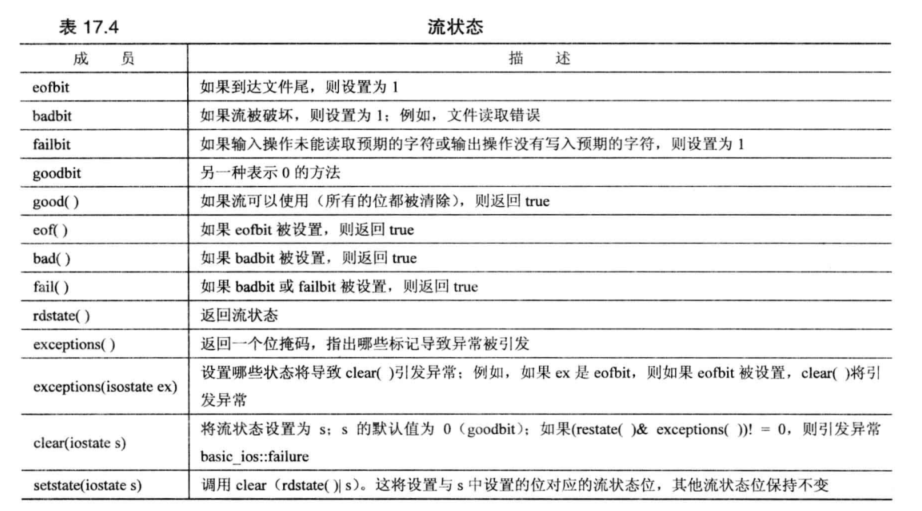 表 17.4 流状态
成 员 描 述
eofbit 如果到达文件尾，则设置为 1
badbit 如果流被破坏，则设置为 1；例如，文件读取错误
failbit 如果输入操作未能读取预期的字符或输出操作没有写入预期的字符，则设置为 1
goodbit 另一种表示 0 的方法
good( ) 如果流可以使用（所有的位都被清除），则返回 true
eof( ) 如果 eofbit 被设置，则返回 true
bad( ) 如果 badbit 被设置，则返回 true
fail( ) 如果 badbit 或 failbit 被设置，则返回 true
rdstate( ) 返回流状态
exceptions( ) 返回一个位掩码，指出哪些标记导致异常被引发
exceptions(isostate ex) 设置哪些状态将导致 clear( )引发异常；例如，如果 ex 是 eofbit，则如果 eofbit 被设置，clear( )将引
发异常
clear(iostate s) 将流状态设置为 s；s 的默认值为 0（goodbit）；如果(restate( )& exceptions( ))! = 0，则引发异常
basic_ios::failure
setstate(iostate s) 调用 clear（rdstate( )| s）。这将设置与 s 中设置的位对应的流状态位，其他流状态位保持不变